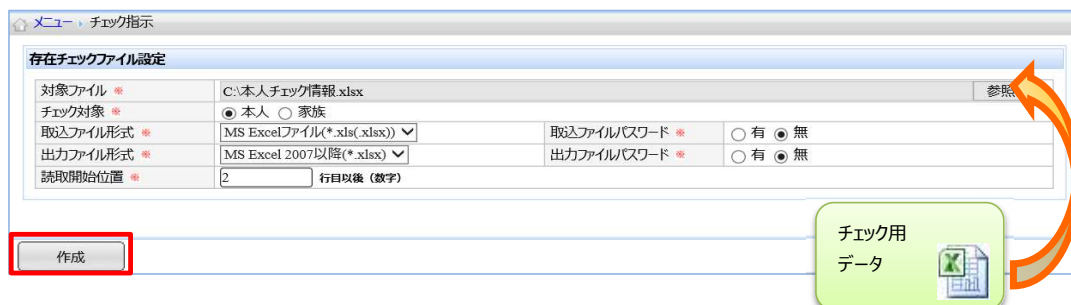 メニュー › チェック指示
存在チェックファイル設定
対象ファイル ※ C:\本人チェック情報.xlsx 参照
チェック対象 ※ 本人 家族
取込ファイル形式 ※ MS Excelファイル(*.xls(.xlsx)) 取込ファイルパスワード ※ 有 無
出力ファイル形式 ※ MS Excel 2007以降(*.xlsx) 出力ファイルパスワード ※ 有 無
読取開始位置 ※ 2 行目以後（数字）
作成
チェック用
データ